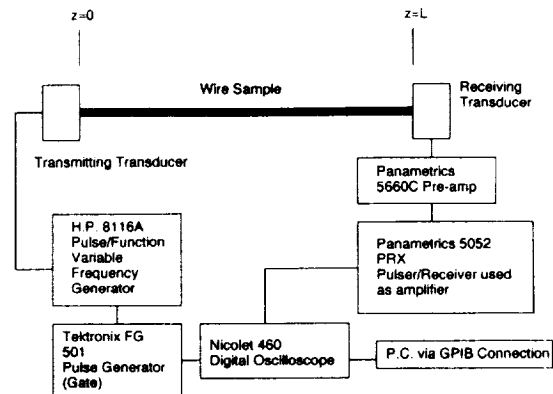 z=0
z=L
Wire Sample
Receiving
Transducer
Transmitting Transducer
Panametrics
5660C Pre-amp
H.P. 8116A
Pulse/Function
Variable
Frequency
Generator
Panametrics 5052
PRX
Pulser/Receiver used
as amplifier
Tektronix FG
501
Pulse Generator
(Gate)
Nicolet 460
Digital Oscilloscope
P.C. via GPIB Connection